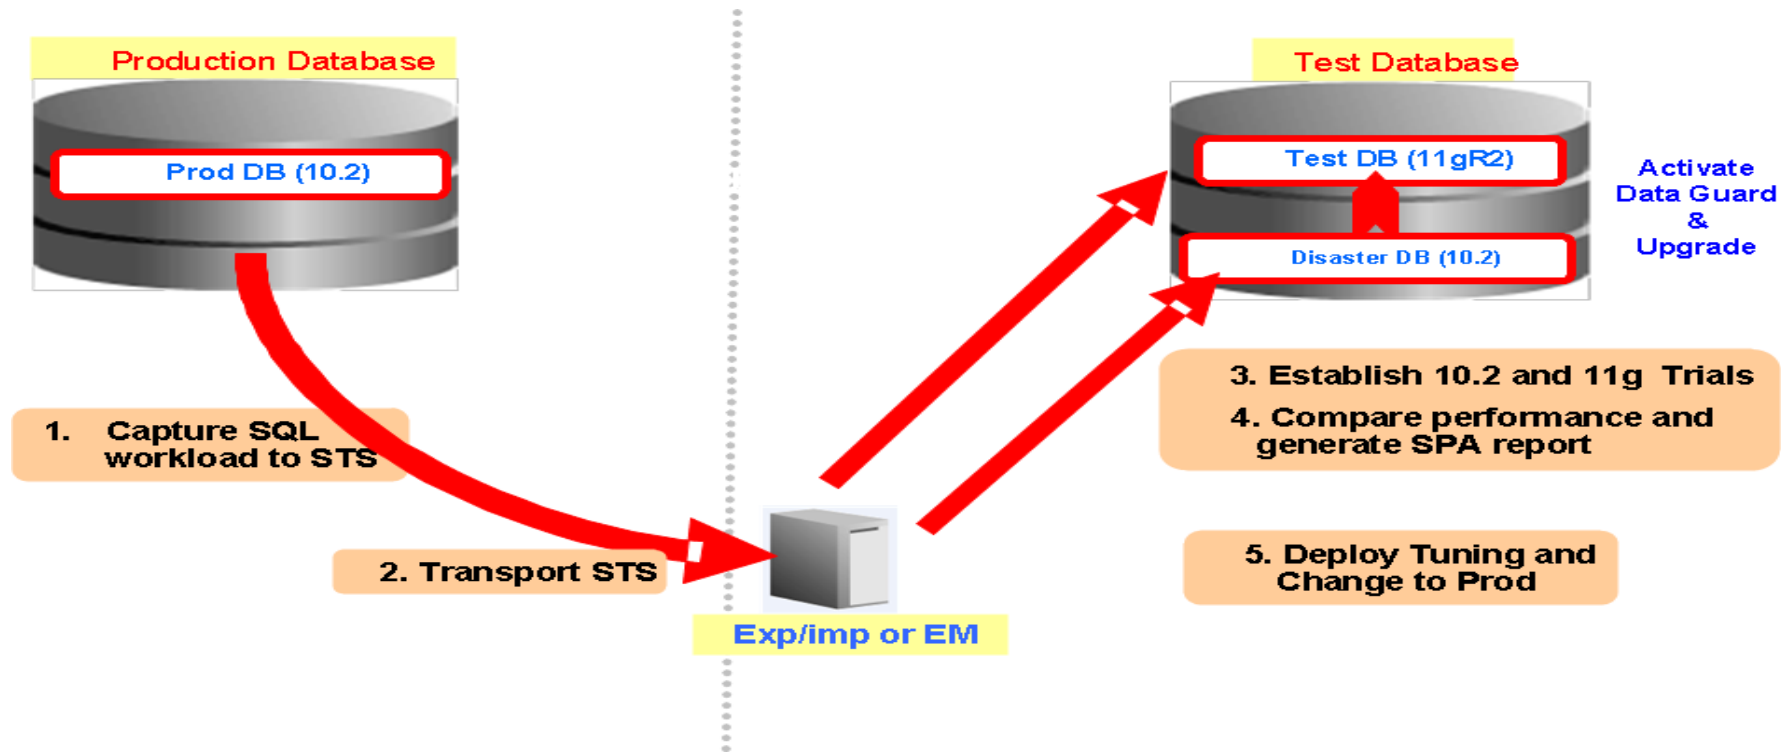 Production Database
Prod DB (10.2)
1. Capture SQL
workload to STS
2. Transport STS
Exp/imp or EM
Test Database
Test DB (11gR2)
Disaster DB (10.2)
Activate
Data Guard
&
Upgrade
3. Establish 10.2 and 11g Trials
4. Compare performance and
generate SPA report
5. Deploy Tuning and
Change to Prod